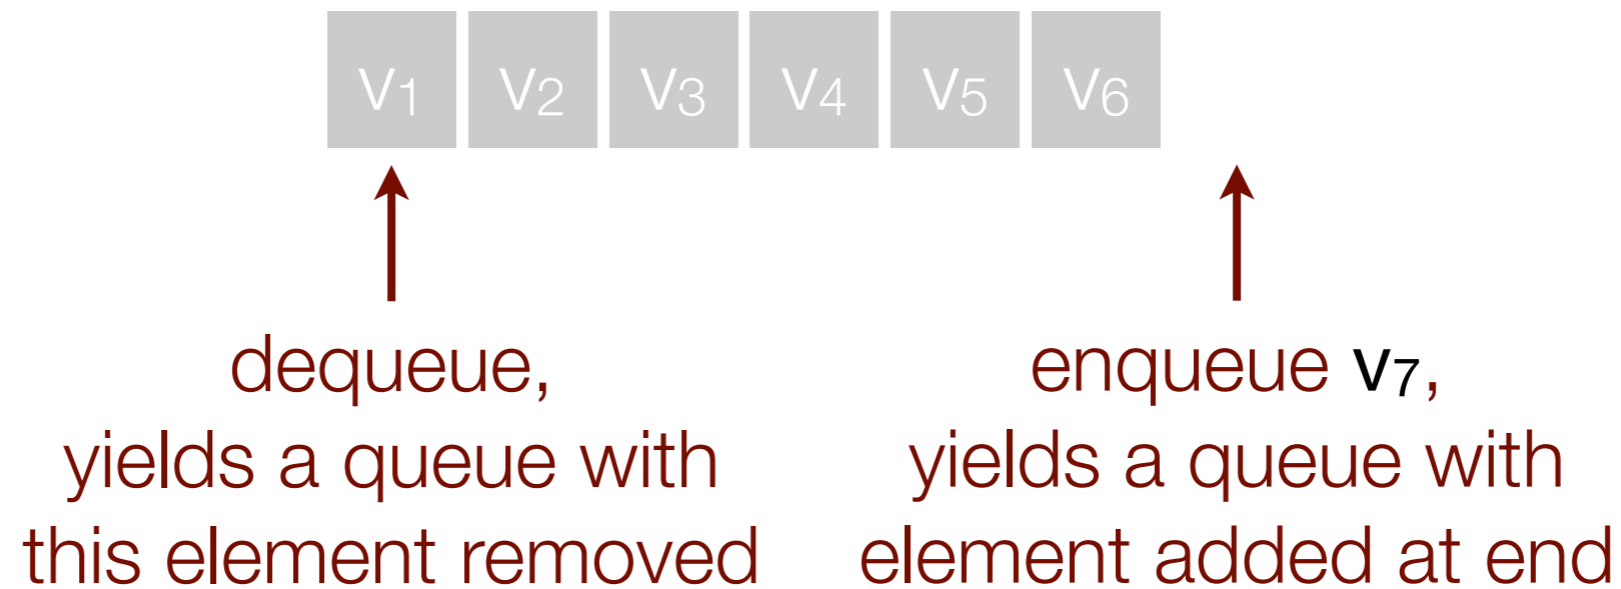 v1 v2 v3 v4 v5 v6
dequeue,
yields a queue with
this element removed
enqueue v7,
yields a queue with
element added at end